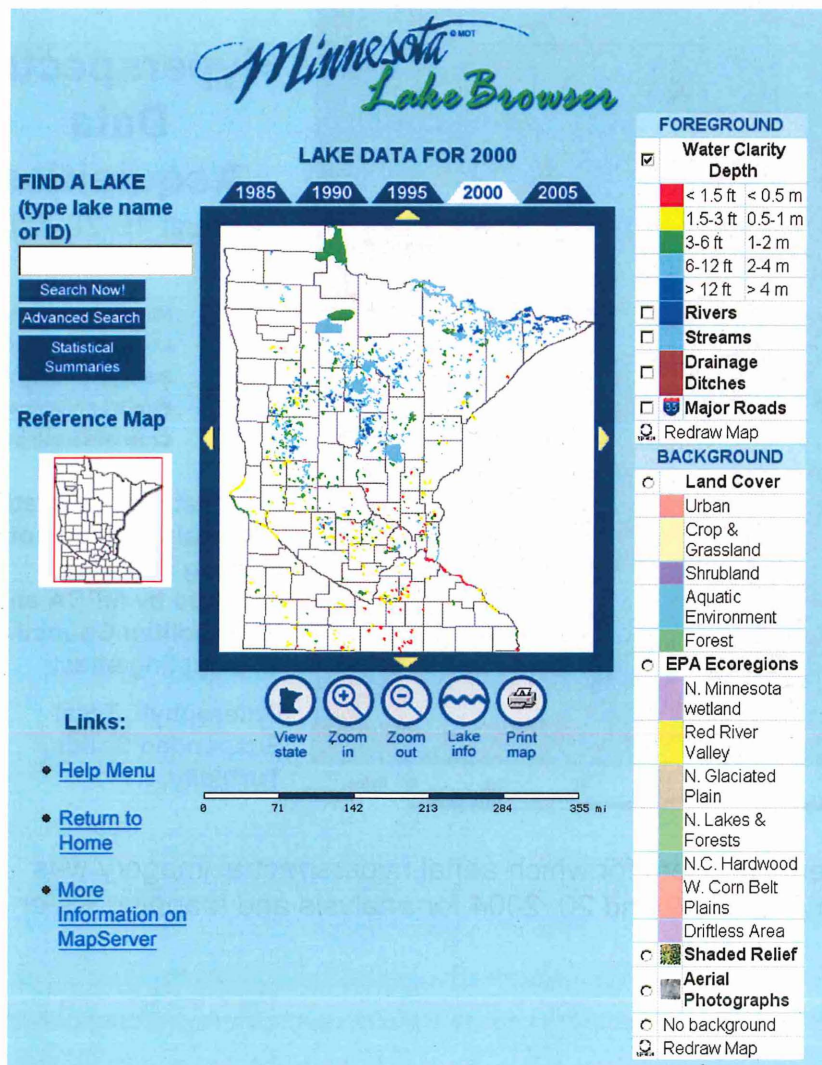 Minnesota
© MDT
Lake Browser
LAKE DATA FOR 2000
1985 1990 1995 2000 2005
FIND A LAKE
(type lake name
or ID)
Search Now!
Advanced Search
Statistical
Summaries
Reference Map
View
state
Zoom
in
Zoom
out
Lake
info
Print
map
0 71 142 213 284 355 mi
Links:
Help Menu
Return to
Home
More
Information on
MapServer
FOREGROUND
Water Clarity
Depth
< 1.5 ft < 0.5 m
1.5-3 ft 0.5-1 m
3-6 ft 1-2 m
6-12 ft 2-4 m
> 12 ft > 4 m
Rivers
Streams
Drainage
Ditches
35 Major Roads
Redraw Map
BACKGROUND
Land Cover
Urban
Crop &
Grassland
Shrubland
Aquatic
Environment
Forest
EPA Ecoregions
N. Minnesota
wetland
Red River
Valley
N. Glaciated
Plain
N. Lakes &
Forests
N.C. Hardwood
W. Corn Belt
Plains
Driftless Area
Shaded Relief
Aerial
Photographs
No background
Redraw Map